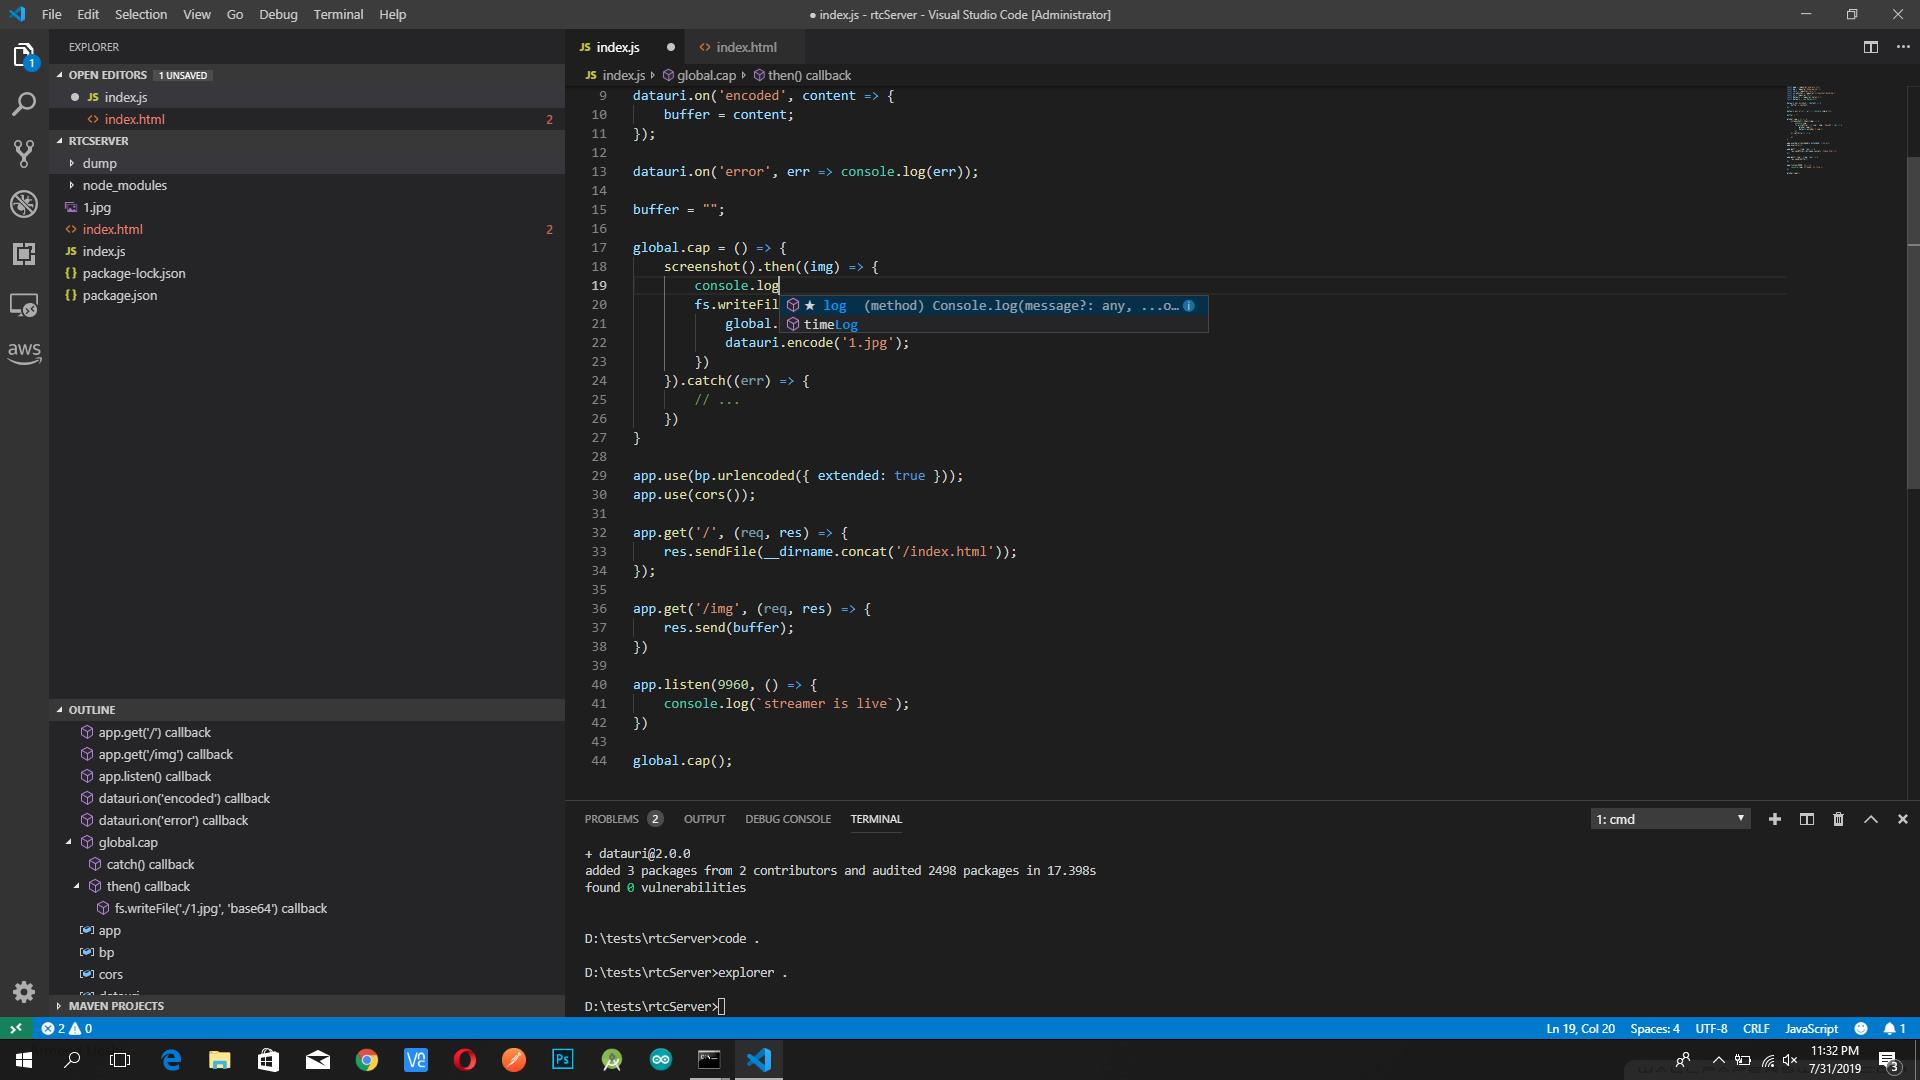 File Edit Selection View Go Debug Terminal Help
● index.js - rtcServer - Visual Studio Code [Administrator]
EXPLORER
OPEN EDITORS 1 UNSAVED
JS index.js
<> index.html 2
RTCSERVER
dump
node_modules
1.jpg
<> index.html 2
JS index.js
{} package-lock.json
{} package.json
OUTLINE
app.get('/') callback
app.get('/img') callback
app.listen() callback
datauri.on('encoded') callback
datauri.on('error') callback
global.cap
catch() callback
then() callback
fs.writeFile('./1.jpg', 'base64') callback
app
bp
cors
MAVEN PROJECTS
1
aws
JS index.js ●
<> index.html
JS index.js global.cap then() callback
9 datauri.on('encoded', content => {
10 buffer = content;
11 });
12
13 datauri.on('error', err => console.log(err));
14
15 buffer = "";
16
17 global.cap = () => {
18 screenshot().then((img) => {
19 console.log
20 fs.writeFil
21 global.
22 datauri.encode('1.jpg');
23 })
24 }).catch((err) => {
25 // ...
26 })
27 }
28
29 app.use(bp.urlencoded({ extended: true }));
30 app.use(cors());
31
32 app.get('/', (req, res) => {
33 res.sendFile(__dirname.concat('/index.html'));
34 });
35
36 app.get('/img', (req, res) => {
37 res.send(buffer);
38 })
39
40 app.listen(9960, () => {
41 console.log(`streamer is live`);
42 })
43
44 global.cap();
★ log (method) Console.log(message?: any, ...o…
timeLog
PROBLEMS 2 OUTPUT DEBUG CONSOLE TERMINAL
1: cmd
+ datauri@2.0.0
added 3 packages from 2 contributors and audited 2498 packages in 17.398s
found 0 vulnerabilities
D:\tests\rtcServer>code .
D:\tests\rtcServer>explorer .
D:\tests\rtcServer>
2 0
Ln 19, Col 20 Spaces: 4 UTF-8 CRLF JavaScript 1
Ps
11:32 PM
7/31/2019
3